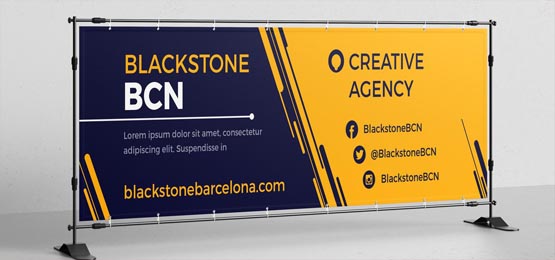 BLACKSTONE
BCN
Lorem ipsum dolor sit amet, consectetur
adipiscing elit. Suspendisse in
blackstonebarcelona.com
CREATIVE
AGENCY
BlackstoneBCN
@BlackstoneBCN
BlackstoneBCN